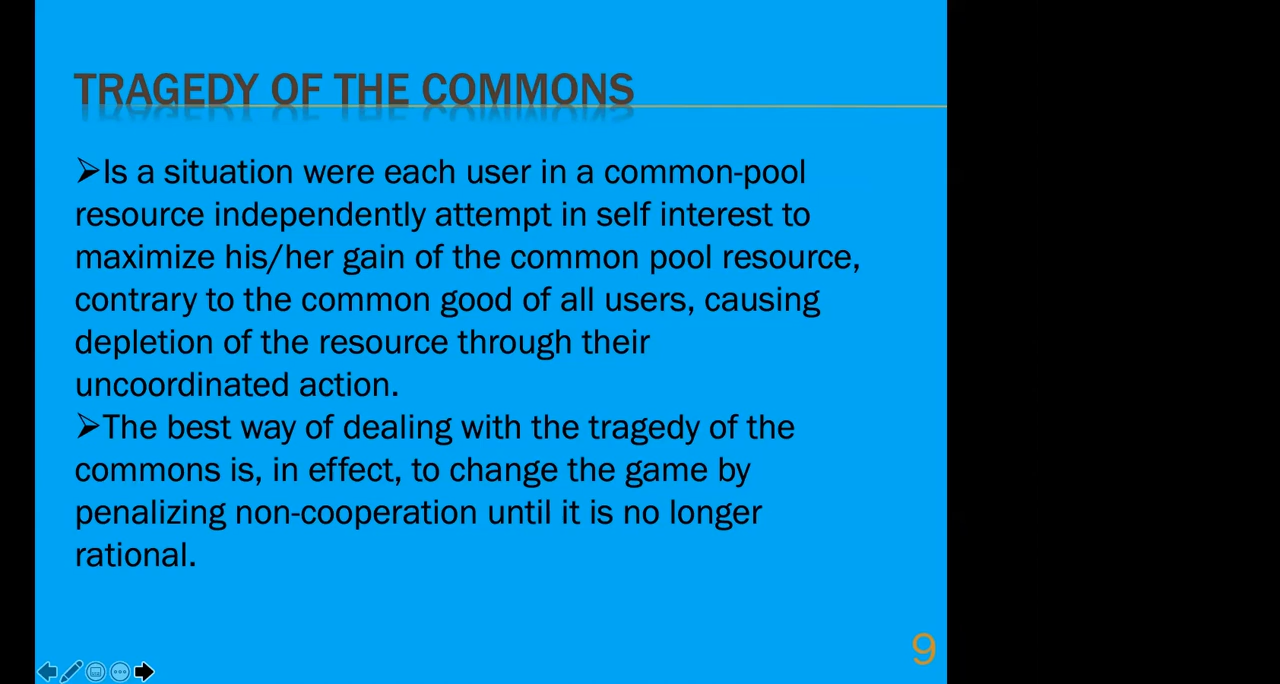 TRAGEDY OF THE COMMONS
➢Is a situation were each user in a common-pool
resource independently attempt in self interest to
maximize his/her gain of the common pool resource,
contrary to the common good of all users, causing
depletion of the resource through their
uncoordinated action.
➢The best way of dealing with the tragedy of the
commons is, in effect, to change the game by
penalizing non-cooperation until it is no longer
rational.
9